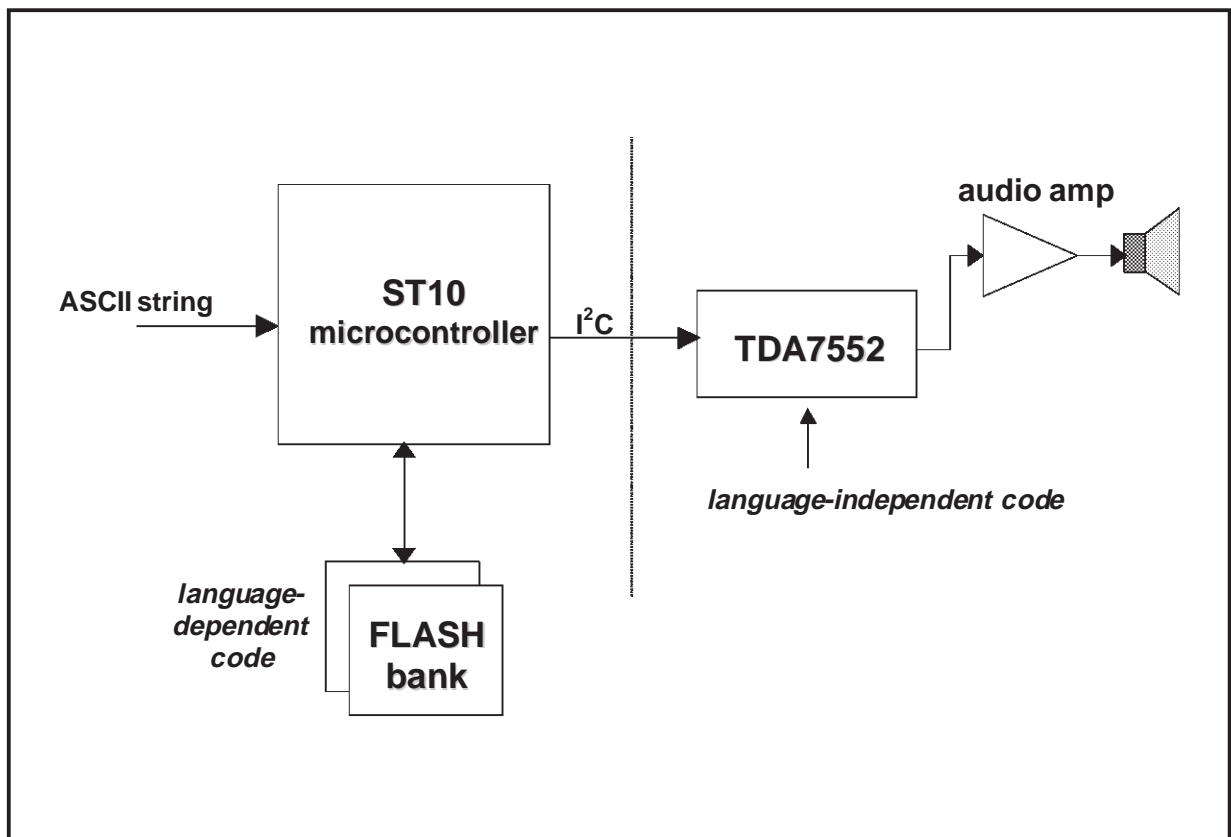 audio amp
ASCII string
ST10
microcontroller
I²C
TDA7552
language-independent code
language-
dependent
code
FLASH
bank